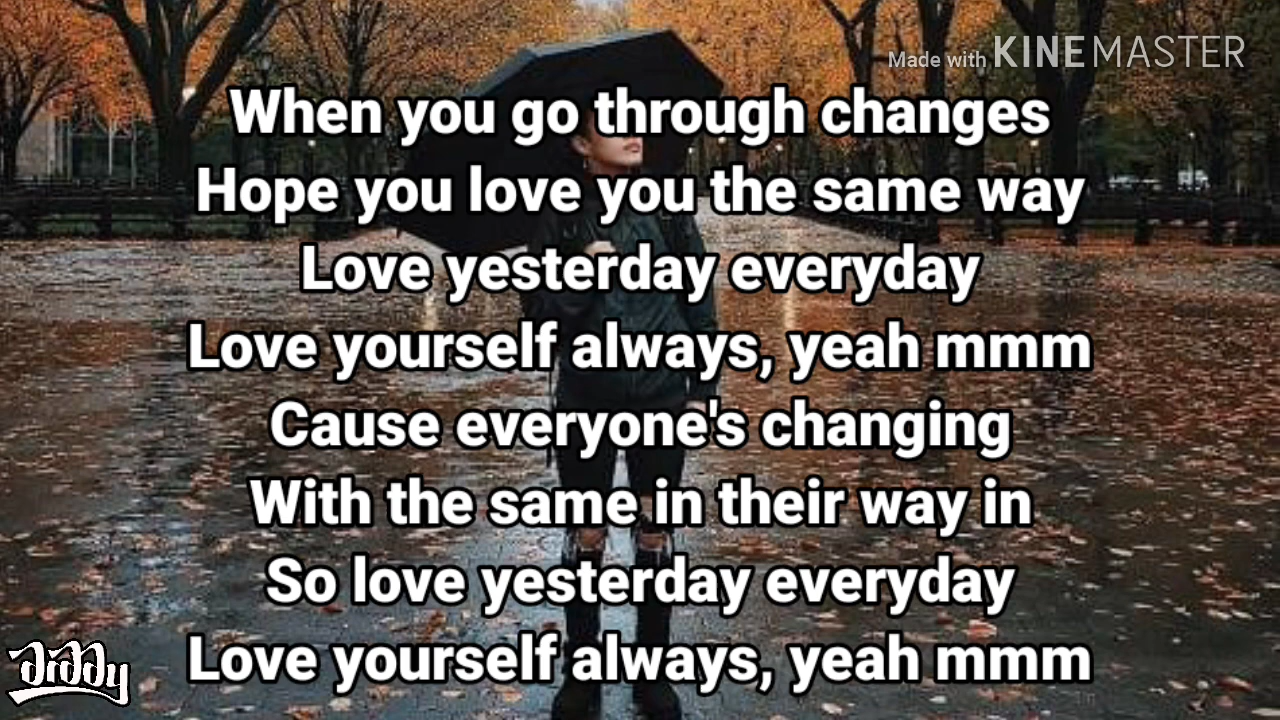 Made with KINEMASTER
When you go through changes
Hope you love you the same way
Love yesterday everyday
Love yourself always, yeah mmm
Cause everyone's changing
With the same in their way in
So love yesterday everyday
Love yourself always, yeah mmm
Diddy